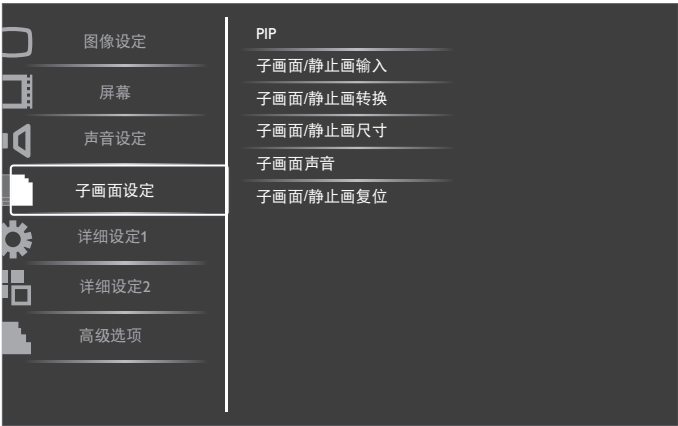 图像设定
屏幕
声音设定
子画面设定
详细设定1
详细设定2
高级选项
PIP
子画面/静止画输入
子画面/静止画转换
子画面/静止画尺寸
子画面声音
子画面/静止画复位